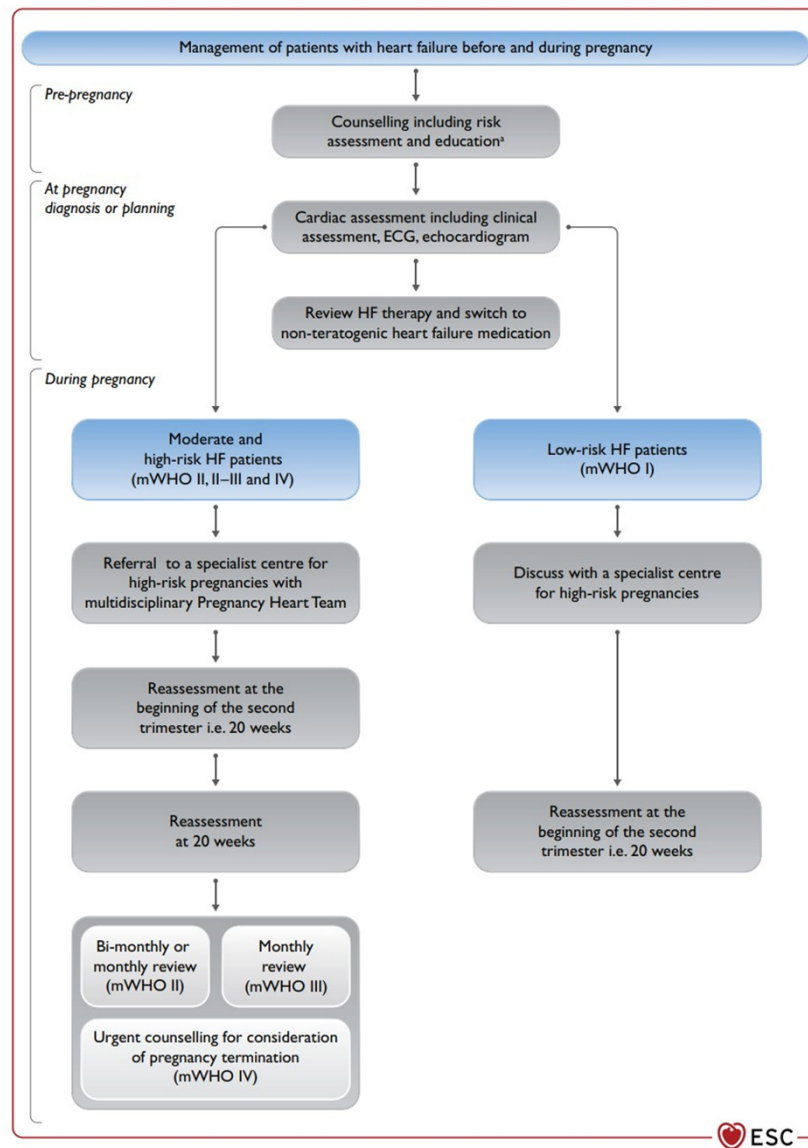 Management of patients with heart failure before and during pregnancy
Pre-pregnancy
Counselling including risk
assessment and educationᵃ
At pregnancy
diagnosis or planning
Cardiac assessment including clinical
assessment, ECG, echocardiogram
Review HF therapy and switch to
non-teratogenic heart failure medication
During pregnancy
Moderate and
high-risk HF patients
(mWHO II, II–III and IV)
Referral to a specialist centre for
high-risk pregnancies with
multidisciplinary Pregnancy Heart Team
Reassessment at the
beginning of the second
trimester i.e. 20 weeks
Reassessment
at 20 weeks
Bi-monthly or
monthly review
(mWHO II)
Monthly
review
(mWHO III)
Urgent counselling for consideration
of pregnancy termination
(mWHO IV)
Low-risk HF patients
(mWHO I)
Discuss with a specialist centre
for high-risk pregnancies
Reassessment at the
beginning of the second
trimester i.e. 20 weeks
ESC